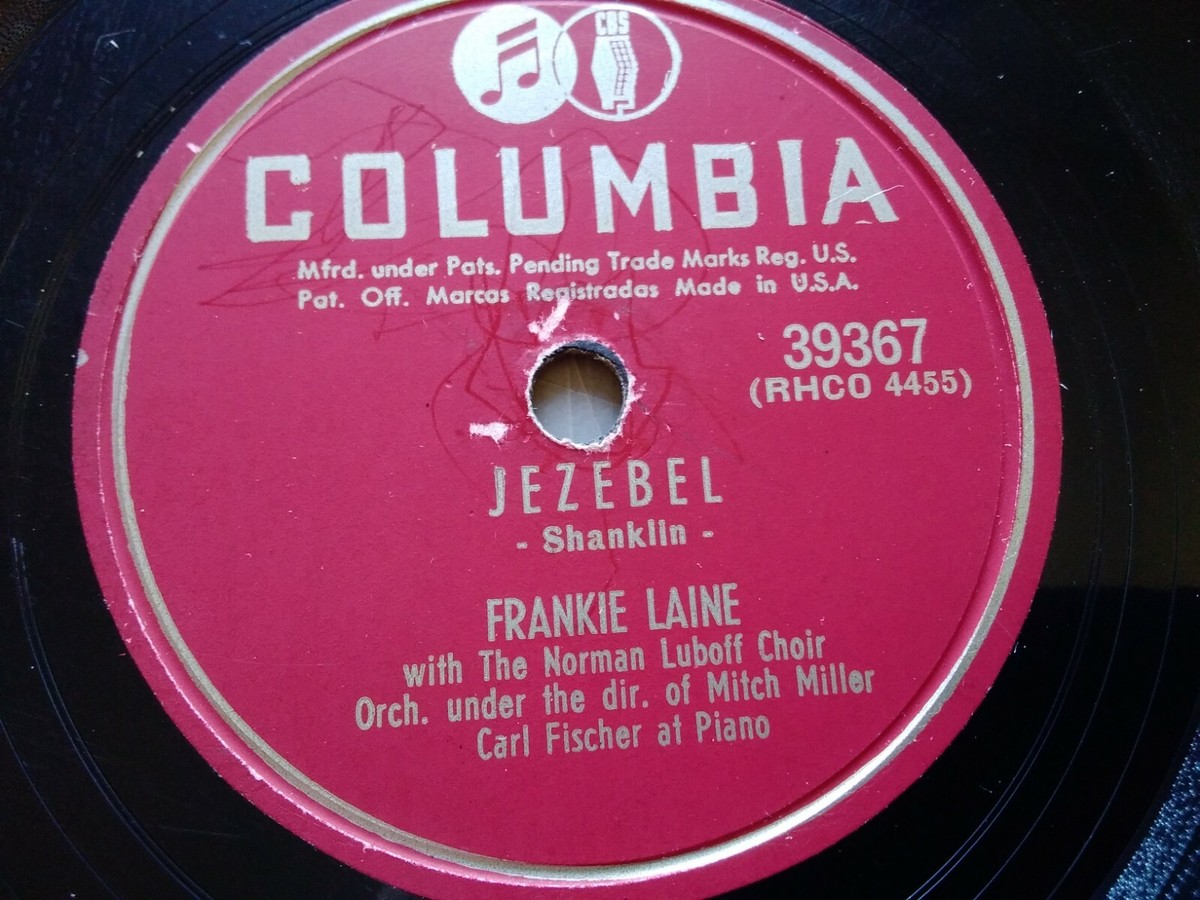 CBS
COLUMBIA
Mfrd. under Pats. Pending Trade Marks Reg. U.S.
Pat. Off. Marcas Registradas Made in U.S.A.
39367
(RHCO 4455)
JEZEBEL
- Shanklin -
FRANKIE LAINE
with The Norman Luboff Choir
Orch. under the dir. of Mitch Miller
Carl Fischer at Piano